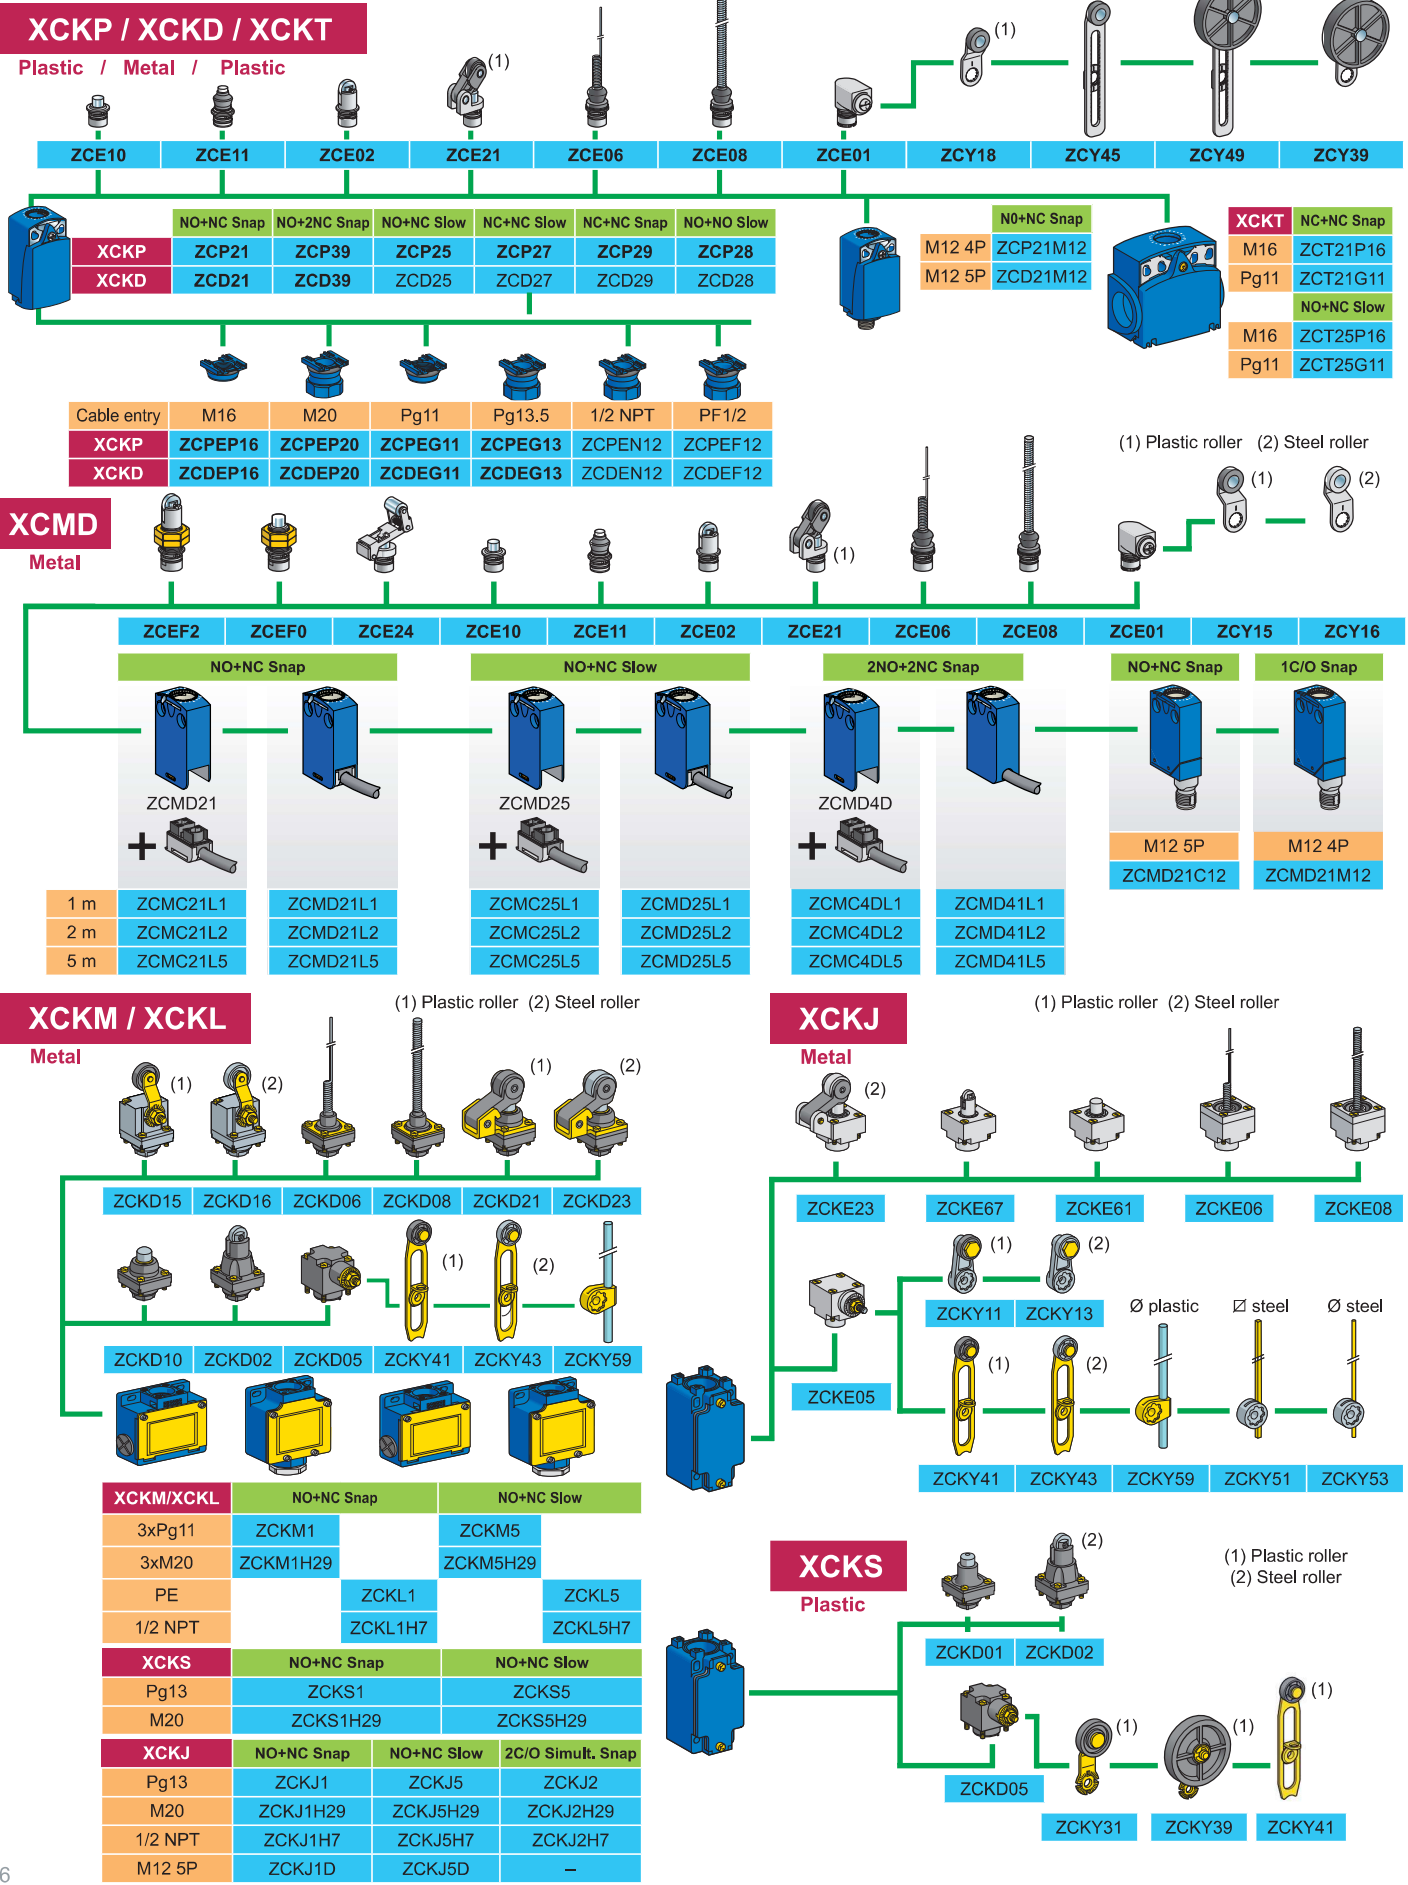 XCKP / XCKD / XCKT
Plastic / Metal / Plastic
(1)
(1)
ZCE10 ZCE11 ZCE02 ZCE21 ZCE06 ZCE08 ZCE01 ZCY18 ZCY45 ZCY49 ZCY39
NO+NC Snap NO+2NC Snap NO+NC Slow NC+NC Slow NC+NC Snap NO+NO Slow
XCKP ZCP21 ZCP39 ZCP25 ZCP27 ZCP29 ZCP28
XCKD ZCD21 ZCD39 ZCD25 ZCD27 ZCD29 ZCD28
N0+NC Snap
M12 4P ZCP21M12
M12 5P ZCD21M12
XCKT NC+NC Snap
M16 ZCT21P16
Pg11 ZCT21G11
NO+NC Slow
M16 ZCT25P16
Pg11 ZCT25G11
Cable entry M16 M20 Pg11 Pg13.5 1/2 NPT PF1/2
XCKP ZCPEP16 ZCPEP20 ZCPEG11 ZCPEG13 ZCPEN12 ZCPEF12
XCKD ZCDEP16 ZCDEP20 ZCDEG11 ZCDEG13 ZCDEN12 ZCDEF12
(1) Plastic roller (2) Steel roller
XCMD
Metal
(1)
(1)
(2)
ZCEF2 ZCEF0 ZCE24 ZCE10 ZCE11 ZCE02 ZCE21 ZCE06 ZCE08 ZCE01 ZCY15 ZCY16
NO+NC Snap NO+NC Slow 2NO+2NC Snap NO+NC Snap 1C/O Snap
ZCMD21 ZCMD25 ZCMD4D
+ + +
M12 5P M12 4P
ZCMD21C12 ZCMD21M12
1 m ZCMC21L1 ZCMD21L1 ZCMC25L1 ZCMD25L1 ZCMC4DL1 ZCMD41L1
2 m ZCMC21L2 ZCMD21L2 ZCMC25L2 ZCMD25L2 ZCMC4DL2 ZCMD41L2
5 m ZCMC21L5 ZCMD21L5 ZCMC25L5 ZCMD25L5 ZCMC4DL5 ZCMD41L5
XCKM / XCKL
Metal
(1) Plastic roller (2) Steel roller
(1) (2) (1) (2)
ZCKD15 ZCKD16 ZCKD06 ZCKD08 ZCKD21 ZCKD23
(1) (2)
ZCKD10 ZCKD02 ZCKD05 ZCKY41 ZCKY43 ZCKY59
XCKM/XCKL NO+NC Snap NO+NC Slow
3xPg11 ZCKM1 ZCKM5
3xM20 ZCKM1H29 ZCKM5H29
PE ZCKL1 ZCKL5
1/2 NPT ZCKL1H7 ZCKL5H7
XCKS NO+NC Snap NO+NC Slow
Pg13 ZCKS1 ZCKS5
M20 ZCKS1H29 ZCKS5H29
XCKJ NO+NC Snap NO+NC Slow 2C/O Simult. Snap
Pg13 ZCKJ1 ZCKJ5 ZCKJ2
M20 ZCKJ1H29 ZCKJ5H29 ZCKJ2H29
1/2 NPT ZCKJ1H7 ZCKJ5H7 ZCKJ2H7
M12 5P ZCKJ1D ZCKJ5D –
XCKJ
Metal
(1) Plastic roller (2) Steel roller
(2)
ZCKE23 ZCKE67 ZCKE61 ZCKE06 ZCKE08
(1) (2)
ZCKY11 ZCKY13
Ø plastic ⌀ steel Ø steel
(1) (2)
ZCKE05
ZCKY41 ZCKY43 ZCKY59 ZCKY51 ZCKY53
XCKS
Plastic
(2)
(1) Plastic roller
(2) Steel roller
ZCKD01 ZCKD02
(1) (1) (1)
ZCKD05
ZCKY31 ZCKY39 ZCKY41
6